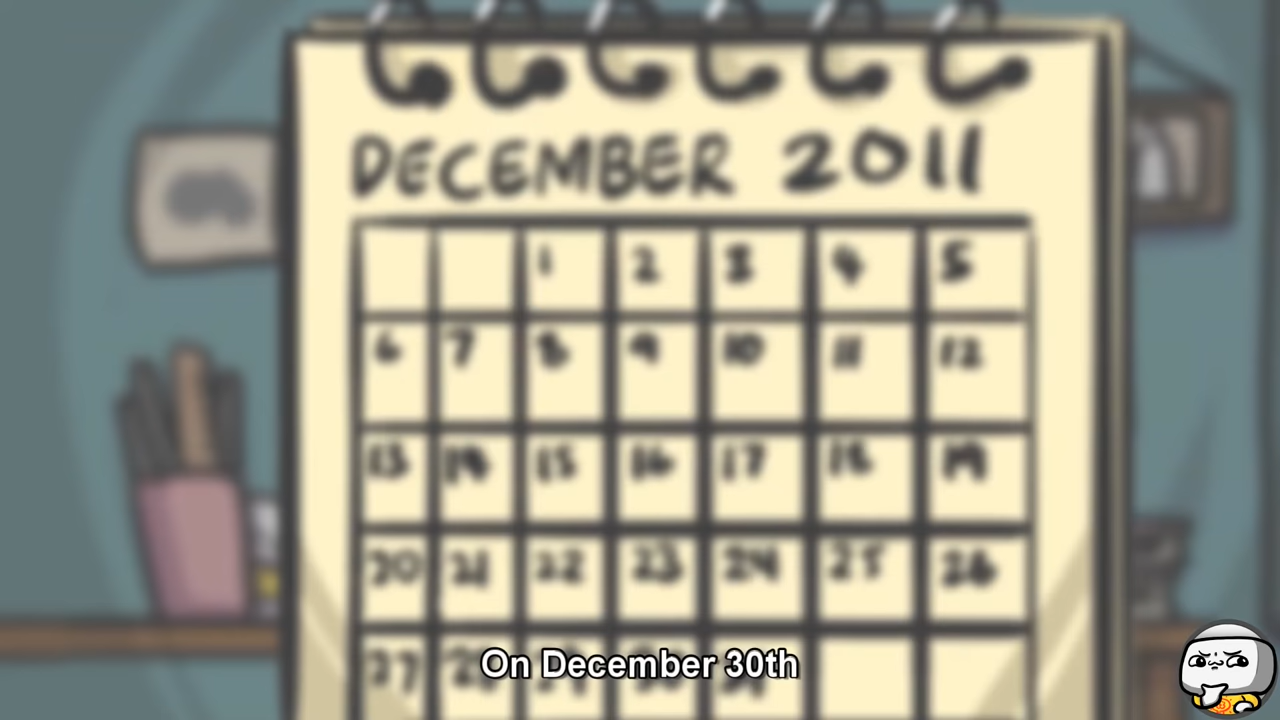 DECEMBER 2011
1 2 3 4 5
6 7 8 9 10 11 12
13 14 15 16 17 18 19
20 21 22 23 24 25 26
27
On December 30th